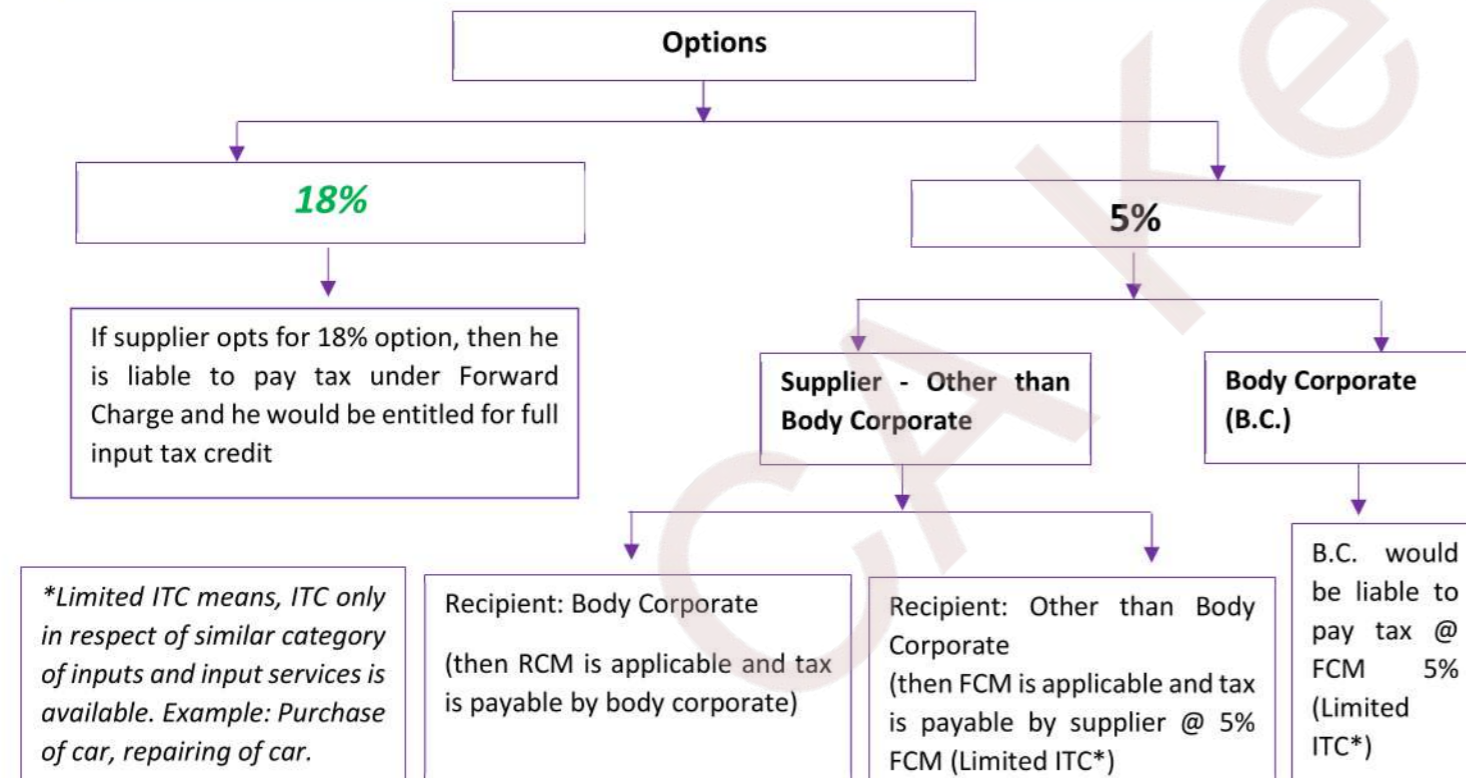 Options
18%
5%
If supplier opts for 18% option, then he
is liable to pay tax under Forward
Charge and he would be entitled for full
input tax credit
Supplier - Other than
Body Corporate
Body Corporate
(B.C.)
*Limited ITC means, ITC only
in respect of similar category
of inputs and input services is
available. Example: Purchase
of car, repairing of car.
Recipient: Body Corporate
(then RCM is applicable and tax
is payable by body corporate)
Recipient: Other than Body
Corporate
(then FCM is applicable and tax
is payable by supplier @ 5%
FCM (Limited ITC*)
B.C. would
be liable to
pay tax @
FCM 5%
(Limited
ITC*)
CA Ke